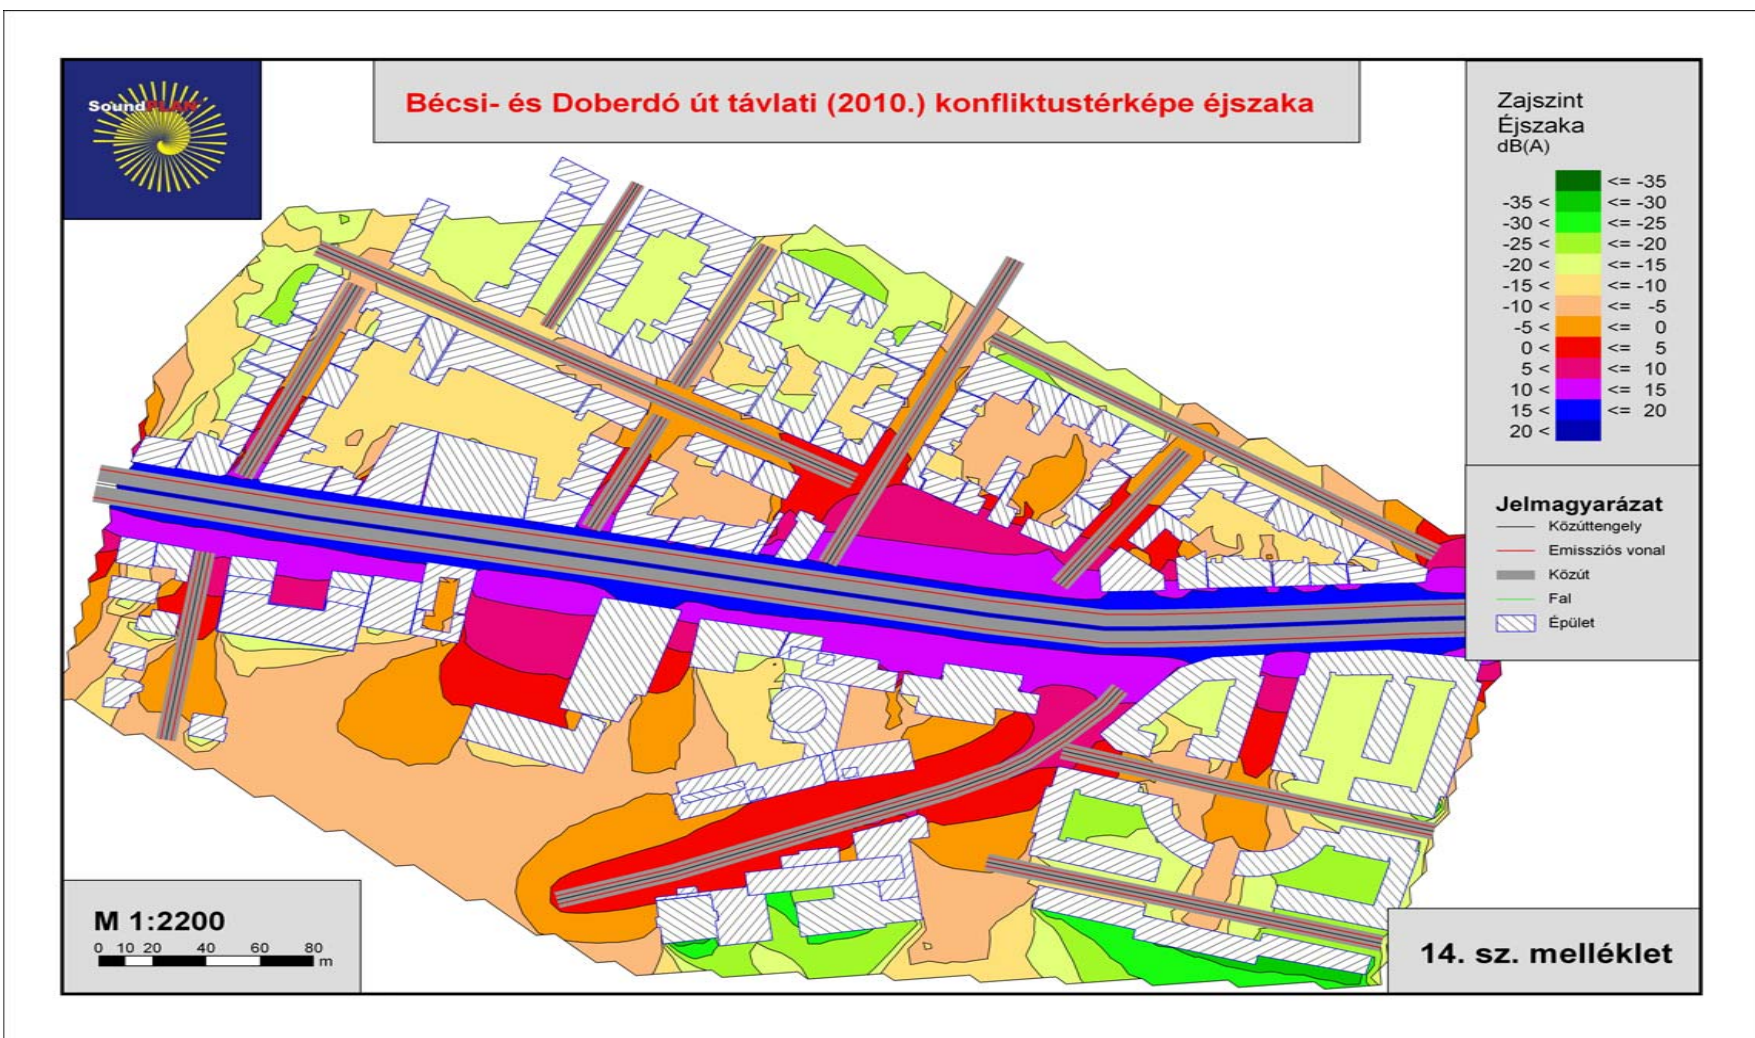 SoundPLAN
Bécsi- és Doberdó út távlati (2010.) konfliktustérképe éjszaka
Zajszint
Éjszaka
dB(A)
<= -35
-35 < <= -30
-30 < <= -25
-25 < <= -20
-20 < <= -15
-15 < <= -10
-10 < <= -5
-5 < <= 0
0 < <= 5
5 < <= 10
10 < <= 15
15 < <= 20
20 <
Jelmagyarázat
Közúttengely
Emissziós vonal
Közút
Fal
Épület
M 1:2200
0 10 20 40 60 80
m
14. sz. melléklet